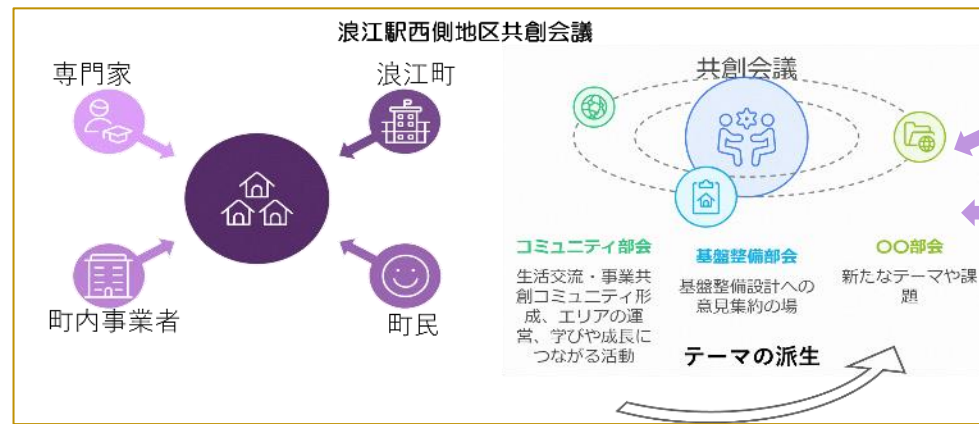 浪江駅西側地区共創会議
専門家
浪江町
町内事業者
町民
共創会議
コミュニティ部会
生活交流・事業共
創コミュニティ形
成、エリアの運
営、学びや成長に
つながる活動
基盤整備部会
基盤整備設計への
意見集約の場
〇〇部会
新たなテーマや課
題
テーマの派生